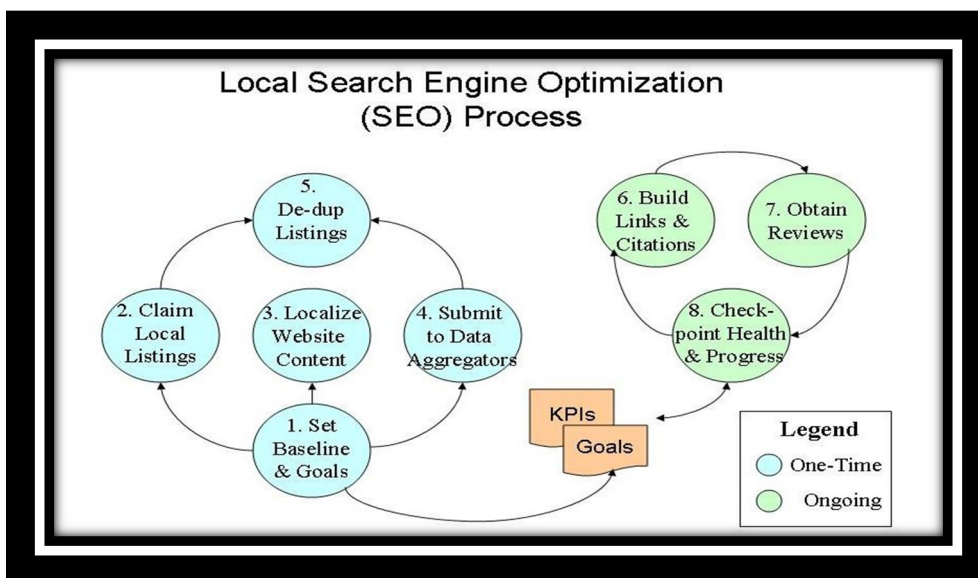 Local Search Engine Optimization
(SEO) Process
5.
De-dup
Listings
6. Build
Links &
Citations
7. Obtain
Reviews
2. Claim
Local
Listings
3. Localize
Website
Content
4. Submit
to Data
Aggregators
8. Check-
point Health
& Progress
1. Set
Baseline
& Goals
KPIs
Goals
Legend
One-Time
Ongoing